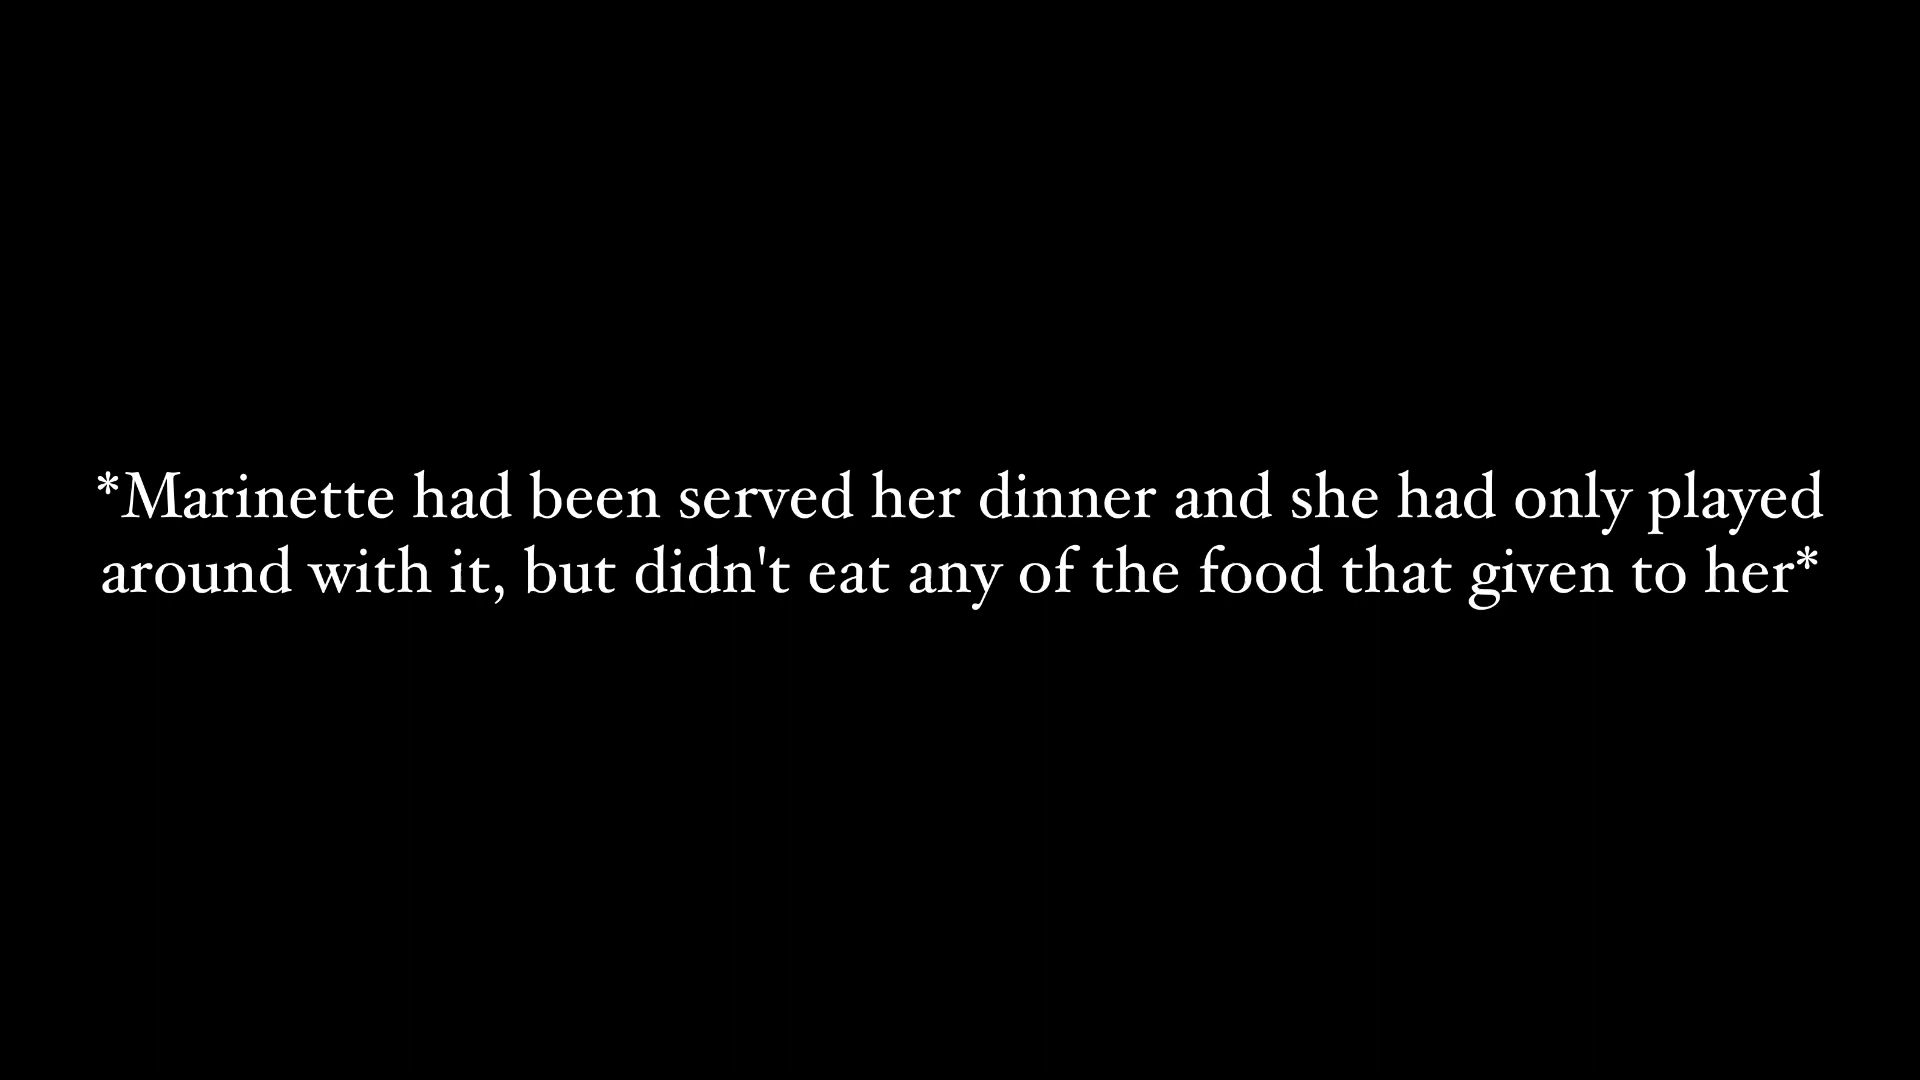 *Marinette had been served her dinner and she had only played
around with it, but didn't eat any of the food that given to her*